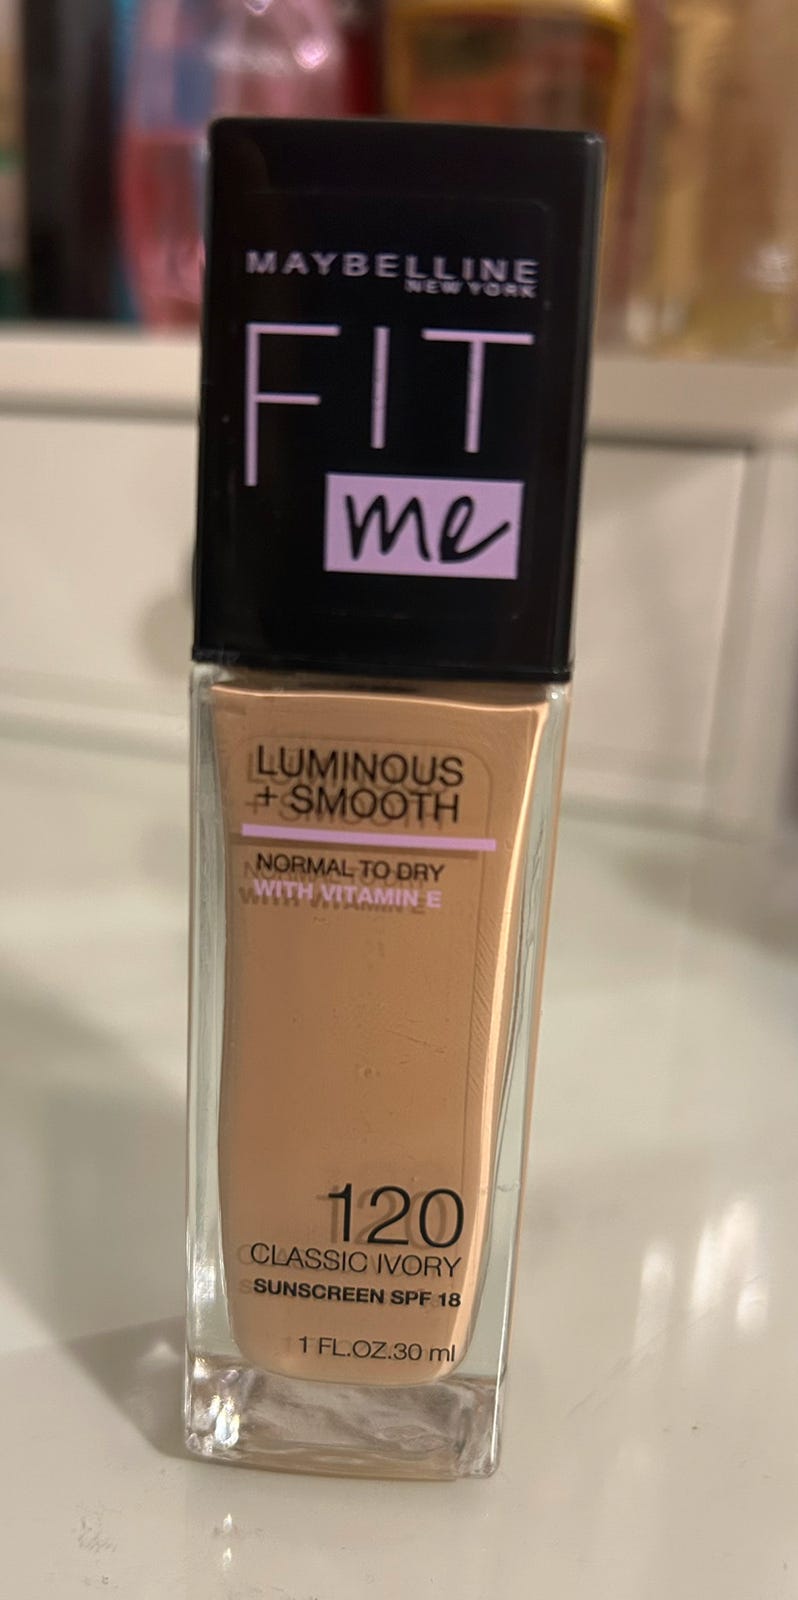 MAYBELLINE
NEW YORK
FIT
me
LUMINOUS
+ SMOOTH
NORMAL TO DRY
WITH VITAMIN E
120
CLASSIC IVORY
SUNSCREEN SPF 18
1 FL.OZ.30 ml